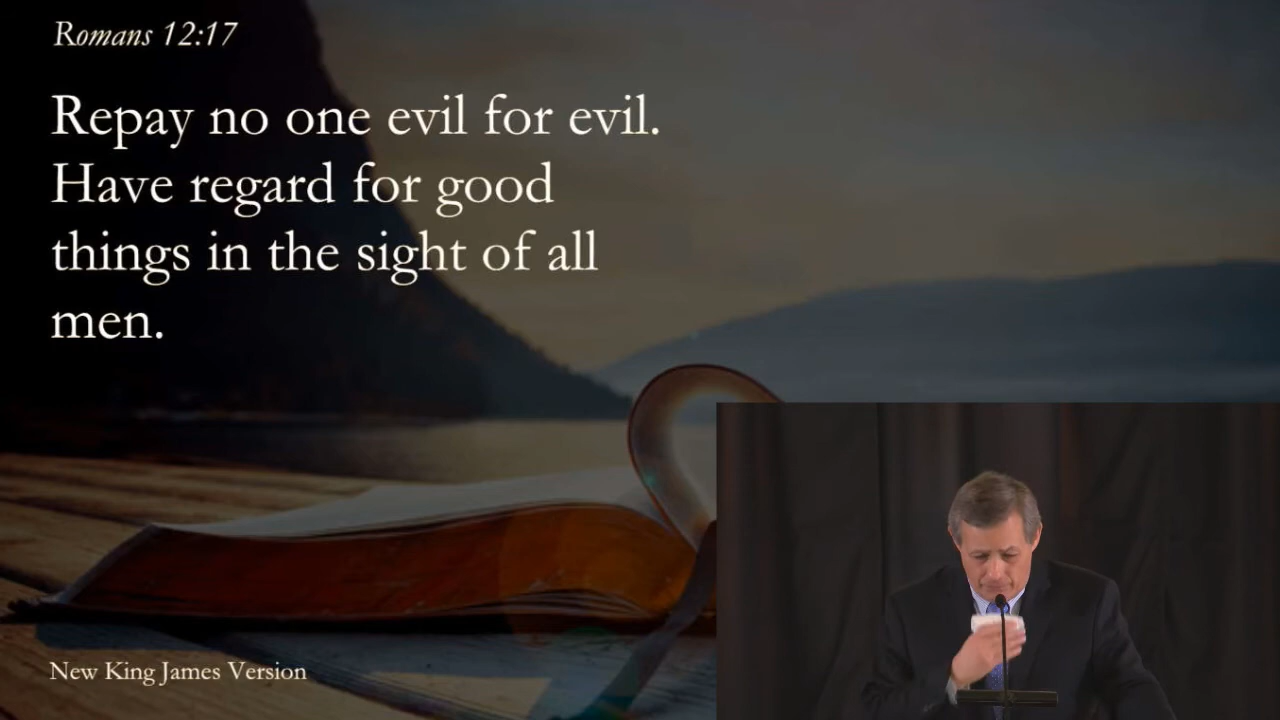 Romans 12:17
Repay no one evil for evil.
Have regard for good
things in the sight of all
men.
New King James Version